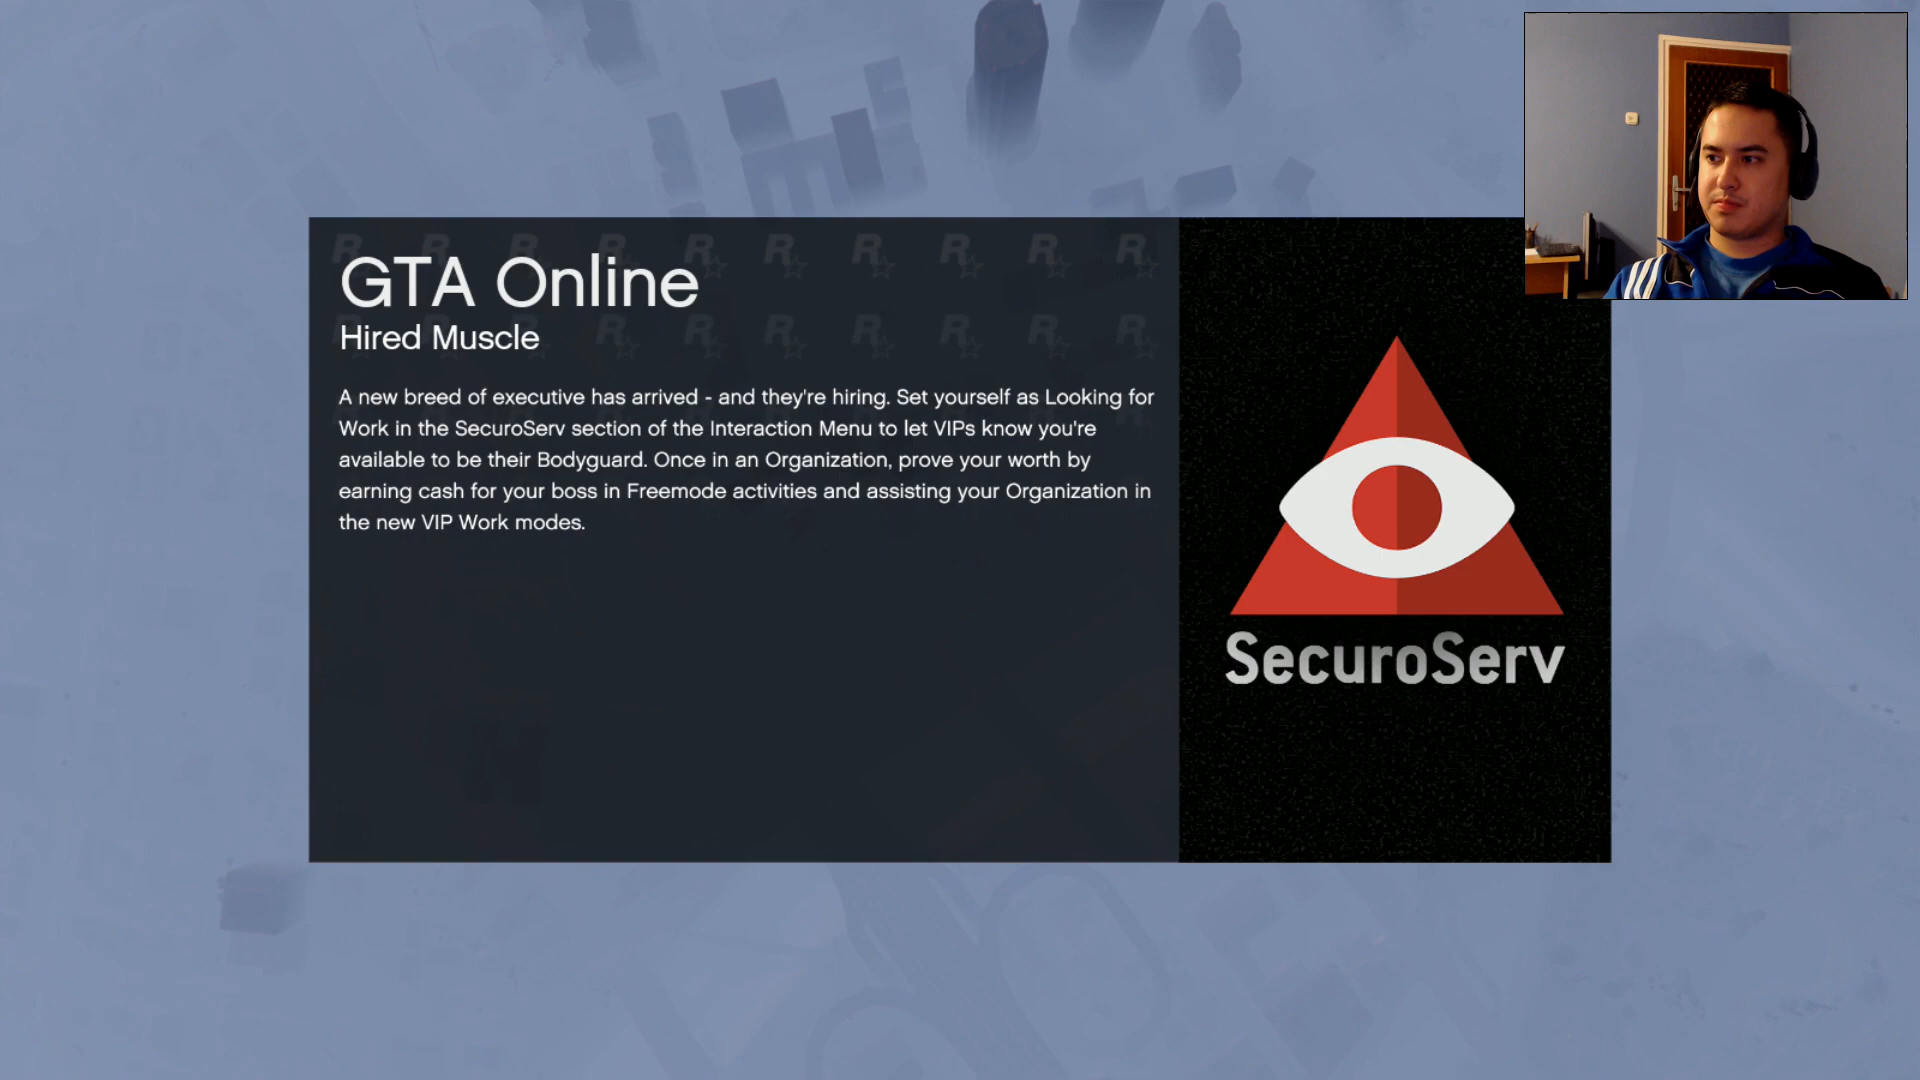 GTA Online
Hired Muscle
A new breed of executive has arrived - and they're hiring. Set yourself as Looking for
Work in the SecuroServ section of the Interaction Menu to let VIPs know you're
available to be their Bodyguard. Once in an Organization, prove your worth by
earning cash for your boss in Freemode activities and assisting your Organization in
the new VIP Work modes.
SecuroServ